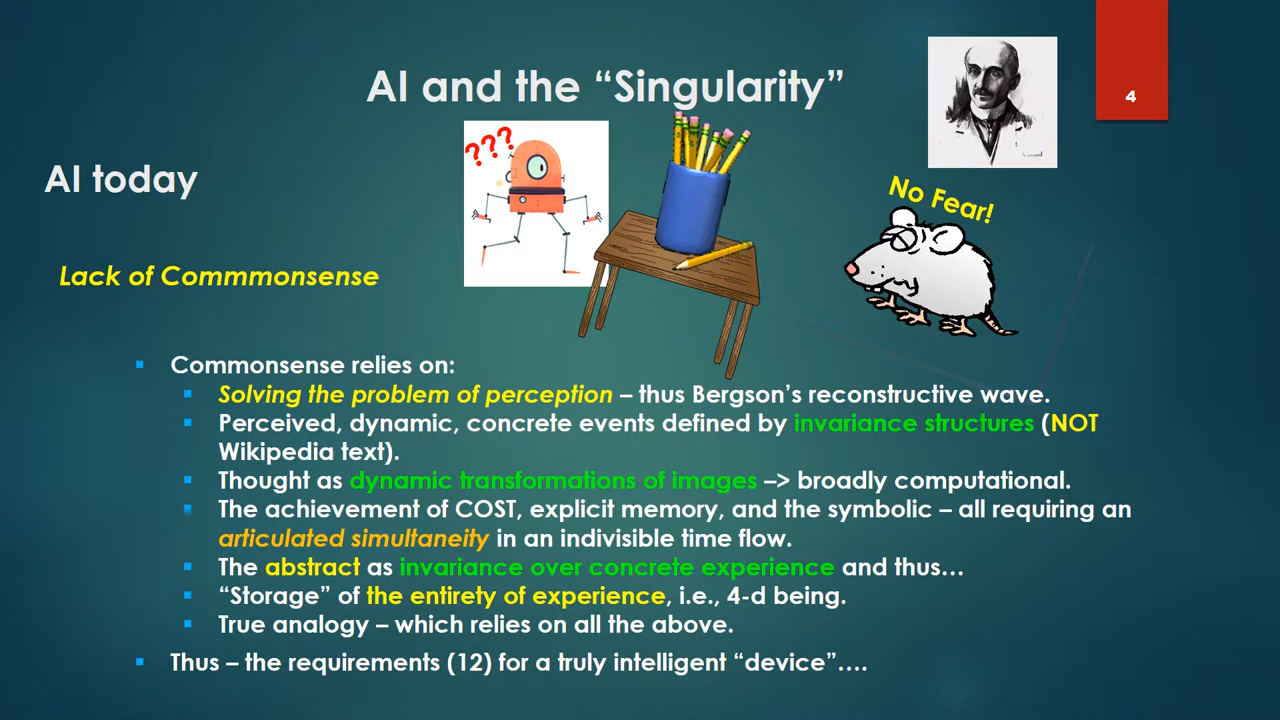 AI and the “Singularity”
4
AI today
???
No Fear!
Lack of Commmonsense
Commonsense relies on:
Solving the problem of perception – thus Bergson’s reconstructive wave.
Perceived, dynamic, concrete events defined by invariance structures (NOT
Wikipedia text).
Thought as dynamic transformations of images –> broadly computational.
The achievement of COST, explicit memory, and the symbolic – all requiring an
articulated simultaneity in an indivisible time flow.
The abstract as invariance over concrete experience and thus…
“Storage” of the entirety of experience, i.e., 4-d being.
True analogy – which relies on all the above.
Thus – the requirements (12) for a truly intelligent “device”….